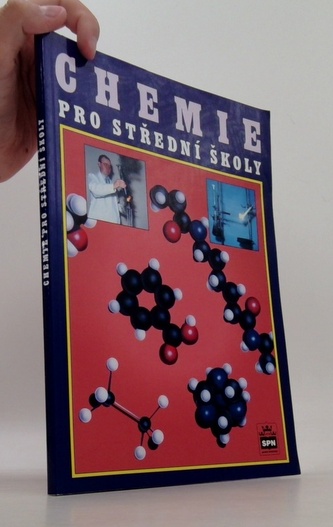 CHEMIE
PRO STŘEDNÍ ŠKOLY
CHEMIE PRO STŘEDNÍ ŠKOLY
SPN